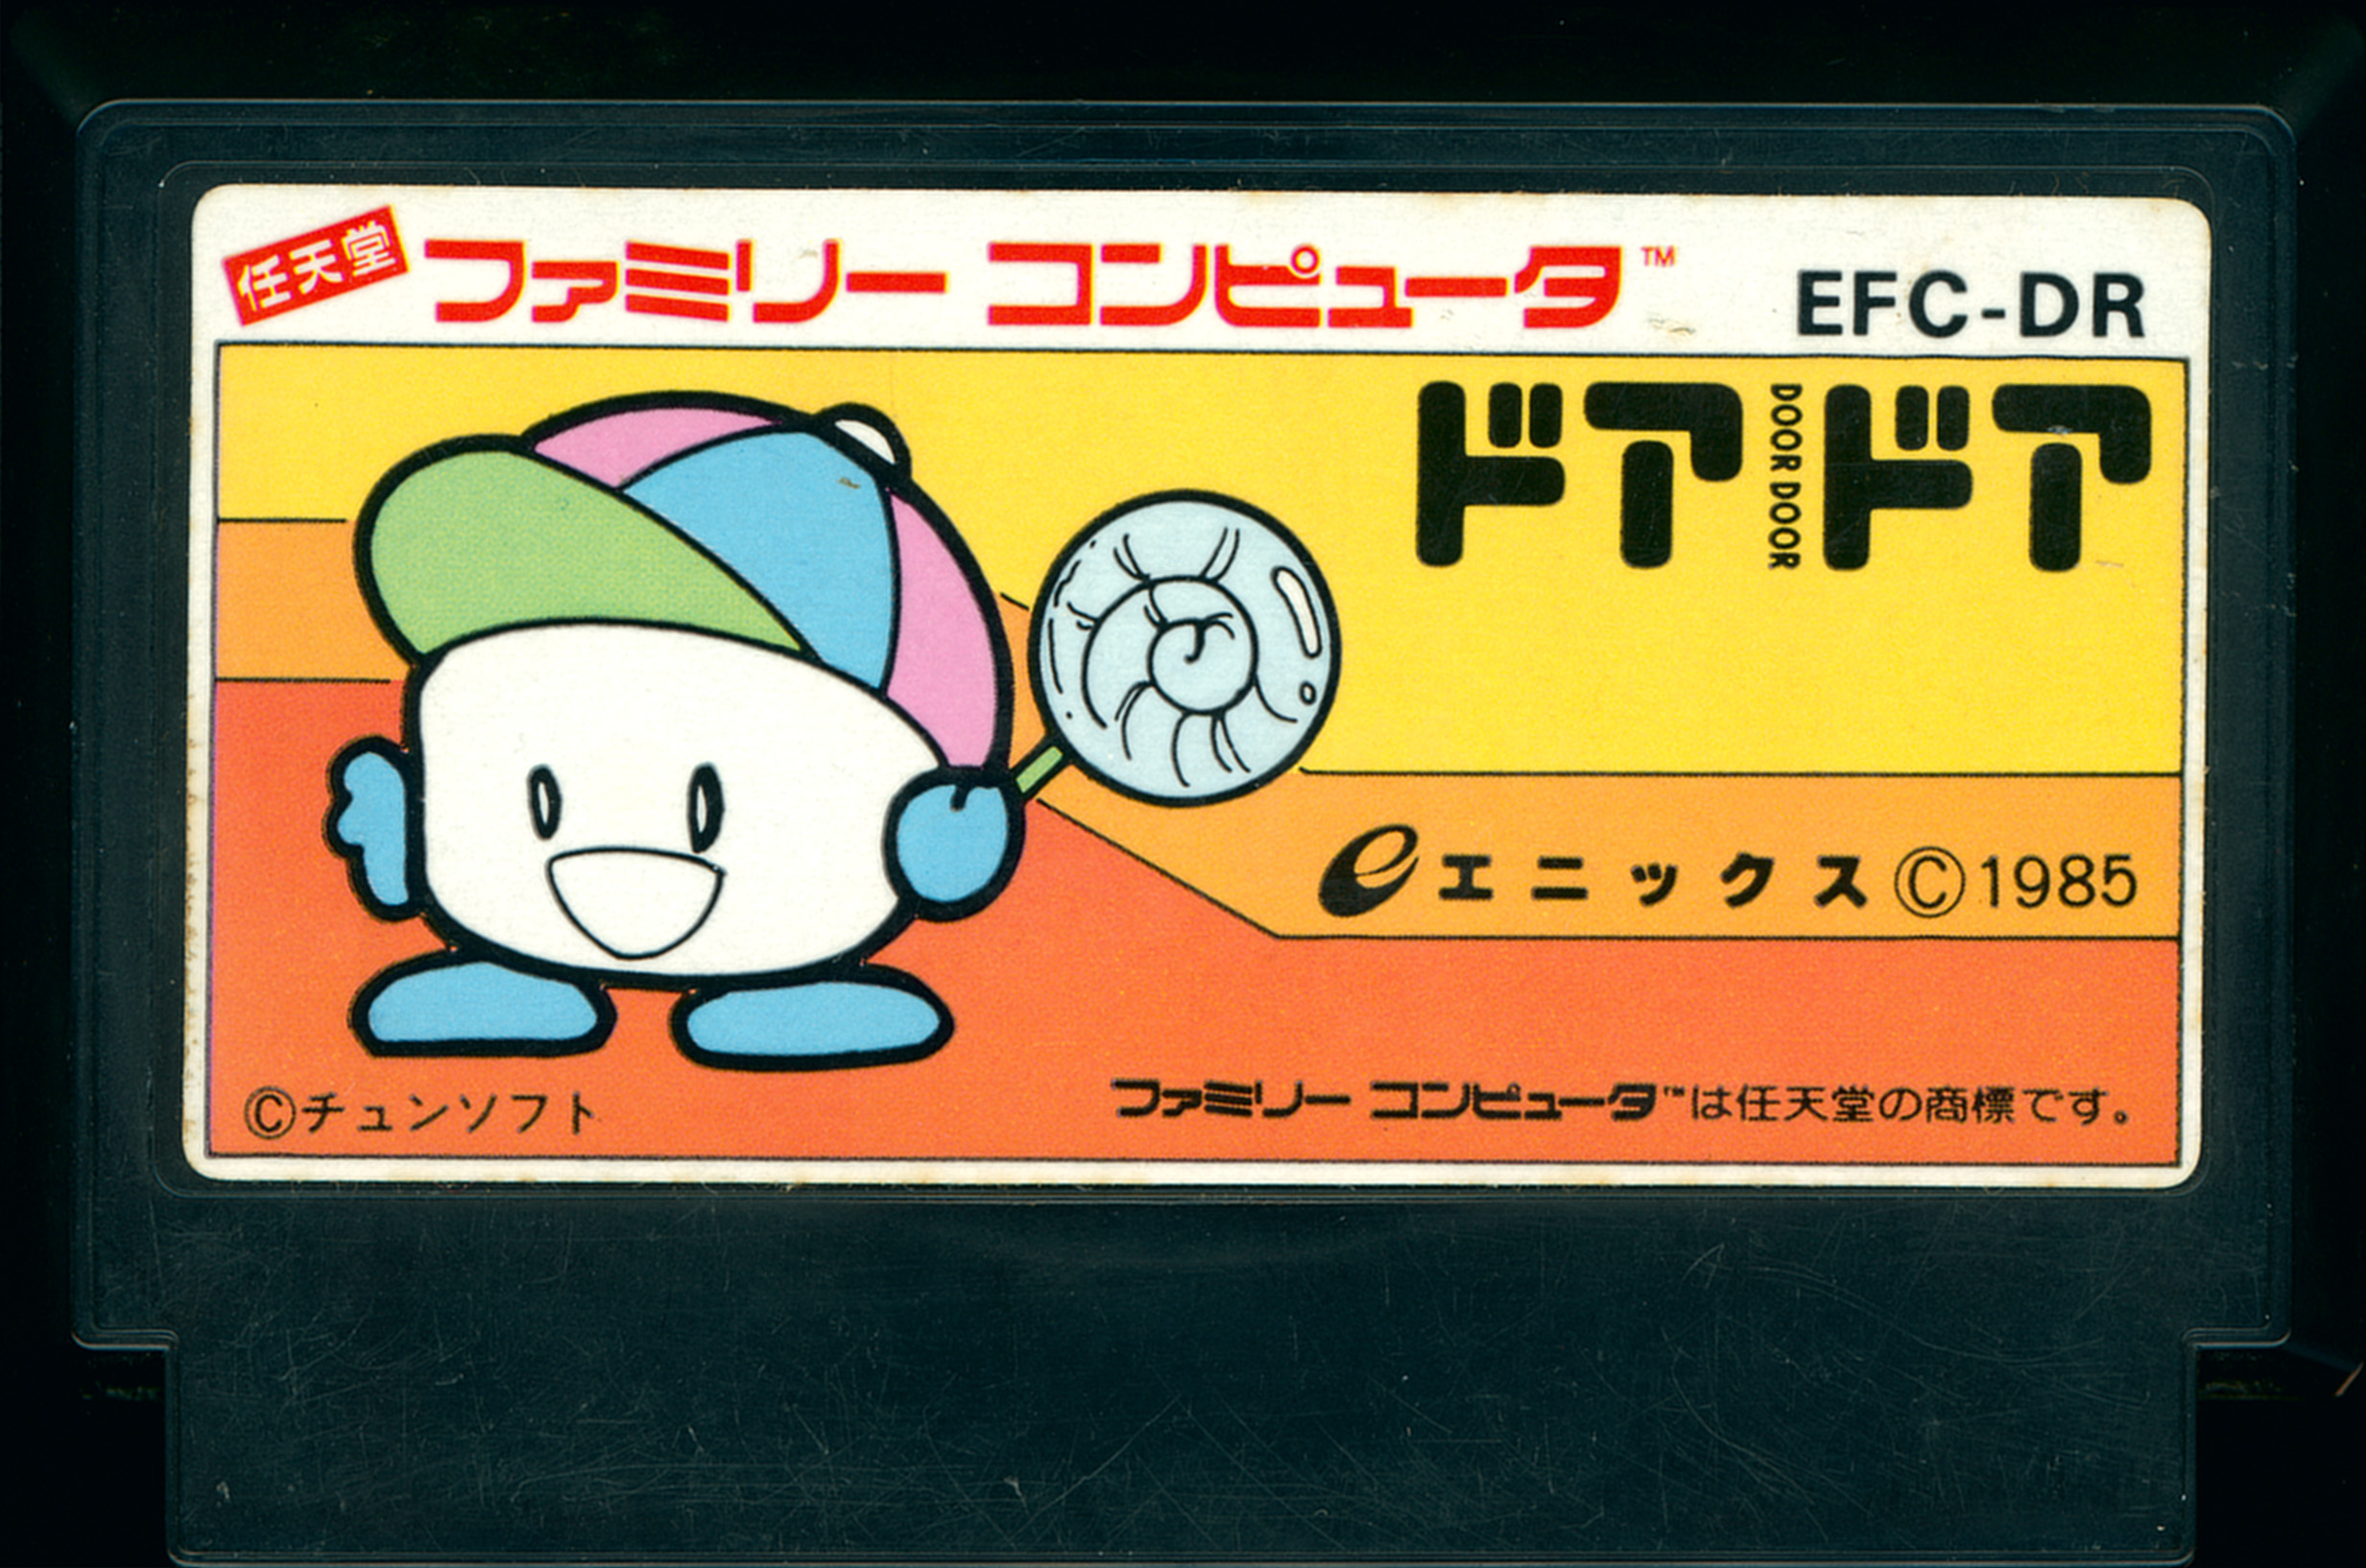 任天堂 ファミリー コンピュータ™ EFC-DR
ドア DOOR DOOR ドア
e エニックス ©1985
©チュンソフト
ファミリー コンピュータ™は任天堂の商標です。